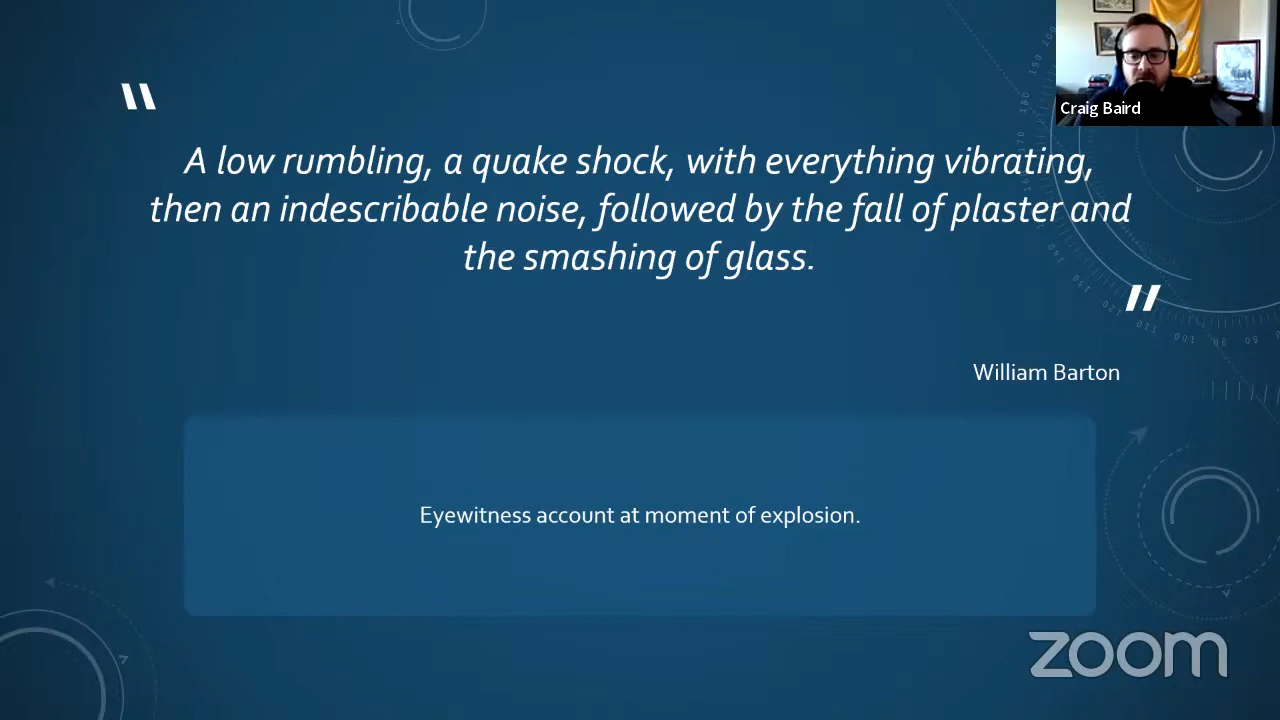 Craig Baird
"
A low rumbling, a quake shock, with everything vibrating,
then an indescribable noise, followed by the fall of plaster and
the smashing of glass.
"
William Barton
Eyewitness account at moment of explosion.
zoom